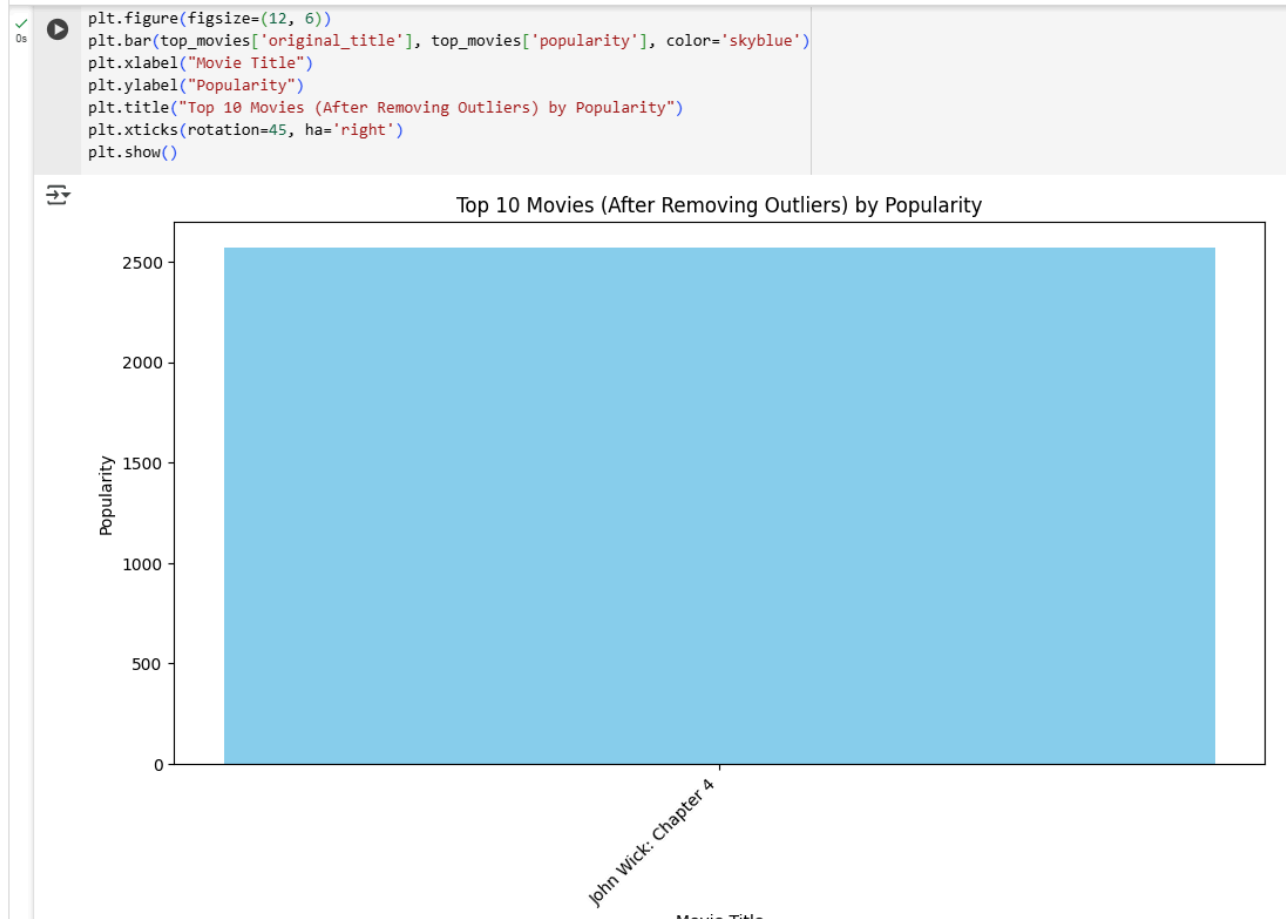 0s
plt.figure(figsize=(12, 6))
plt.bar(top_movies['original_title'], top_movies['popularity'], color='skyblue')
plt.xlabel("Movie Title")
plt.ylabel("Popularity")
plt.title("Top 10 Movies (After Removing Outliers) by Popularity")
plt.xticks(rotation=45, ha='right')
plt.show()
Top 10 Movies (After Removing Outliers) by Popularity
2500
2000
1500
1000
500
0
Popularity
John Wick: Chapter 4
Movie Title